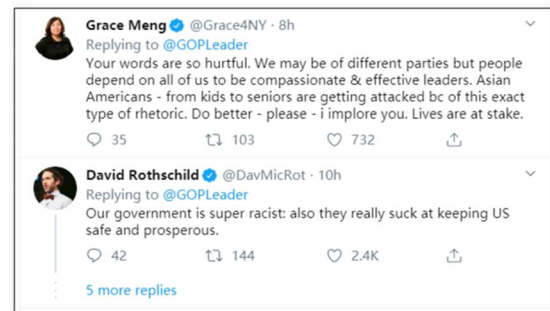 Grace Meng @Grace4NY · 8h
Replying to @GOPLeader
Your words are so hurtful. We may be of different parties but people
depend on all of us to be compassionate & effective leaders. Asian
Americans - from kids to seniors are getting attacked bc of this exact
type of rhetoric. Do better - please - i implore you. Lives are at stake.
35 103 732
David Rothschild @DavMicRot · 10h
Replying to @GOPLeader
Our government is super racist: also they really suck at keeping US
safe and prosperous.
42 144 2.4K
5 more replies